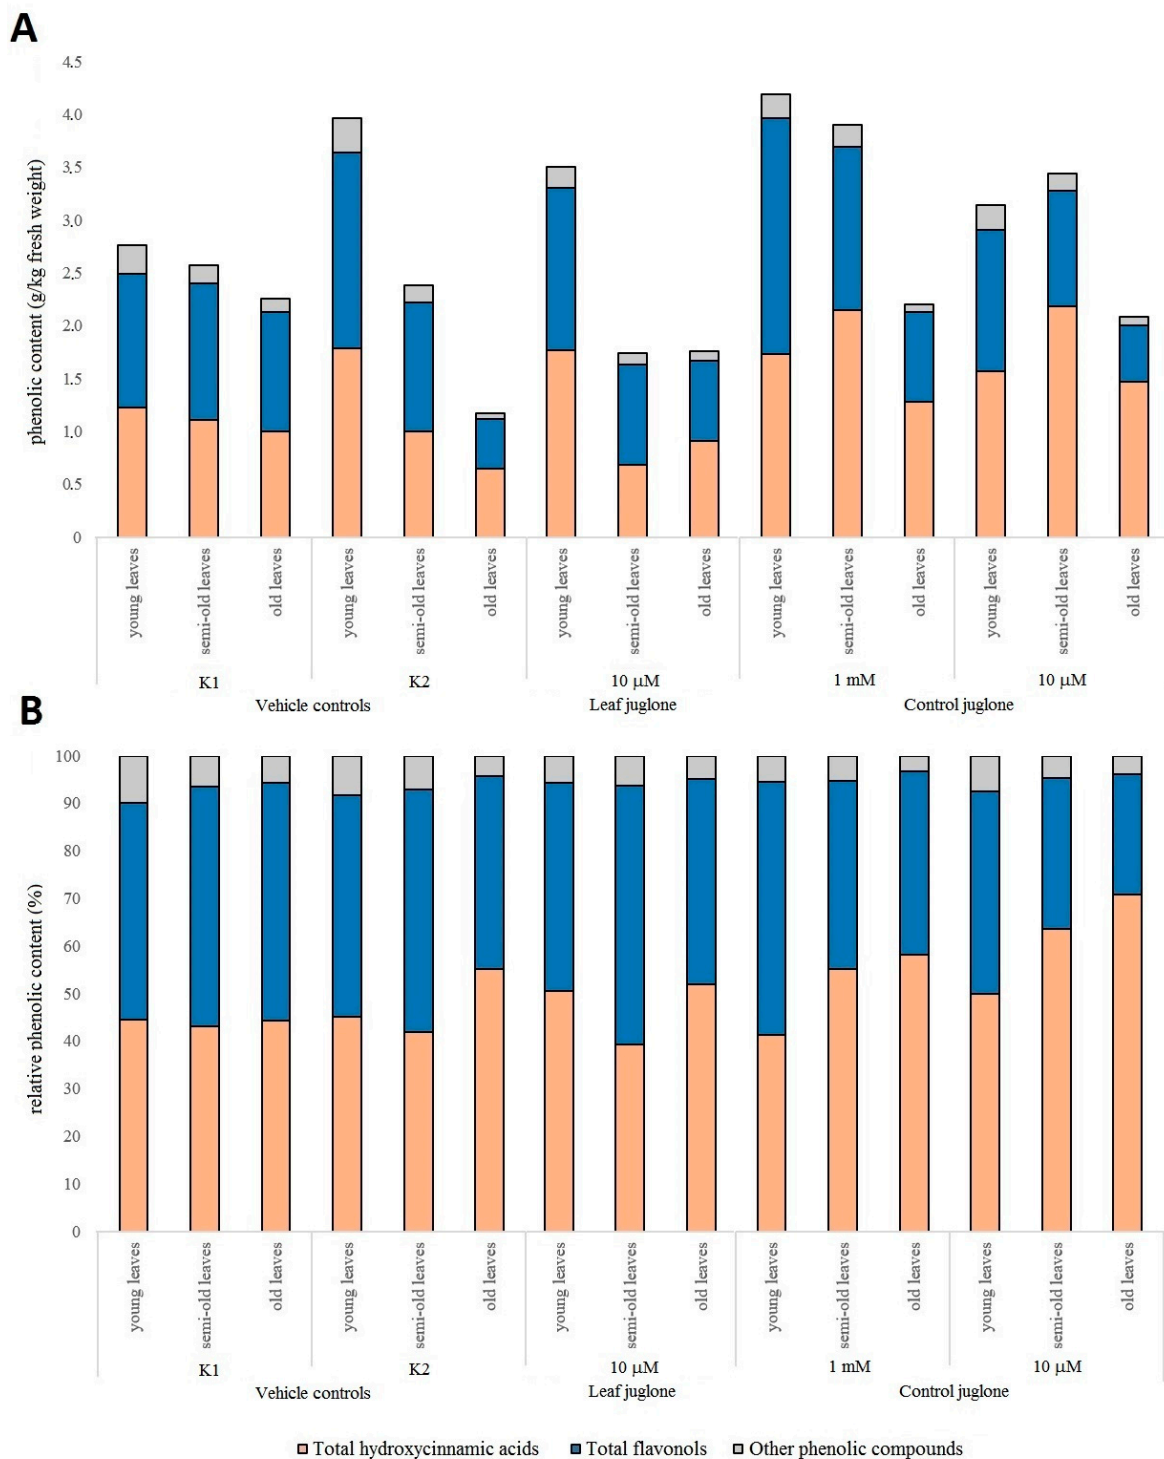 A
phenolic content (g/kg fresh weight)
4.5
4.0
3.5
3.0
2.5
2.0
1.5
1.0
0.5
0
young leaves
semi-old leaves
old leaves
young leaves
semi-old leaves
old leaves
young leaves
semi-old leaves
old leaves
young leaves
semi-old leaves
old leaves
young leaves
semi-old leaves
old leaves
K1 K2 10 µM 1 mM 10 µM
Vehicle controls Leaf juglone Control juglone
B
relative phenolic content (%)
100
90
80
70
60
50
40
30
20
10
0
young leaves
semi-old leaves
old leaves
young leaves
semi-old leaves
old leaves
young leaves
semi-old leaves
old leaves
young leaves
semi-old leaves
old leaves
young leaves
semi-old leaves
old leaves
K1 K2 10 µM 1 mM 10 µM
Vehicle controls Leaf juglone Control juglone
Total hydroxycinnamic acids Total flavonols Other phenolic compounds